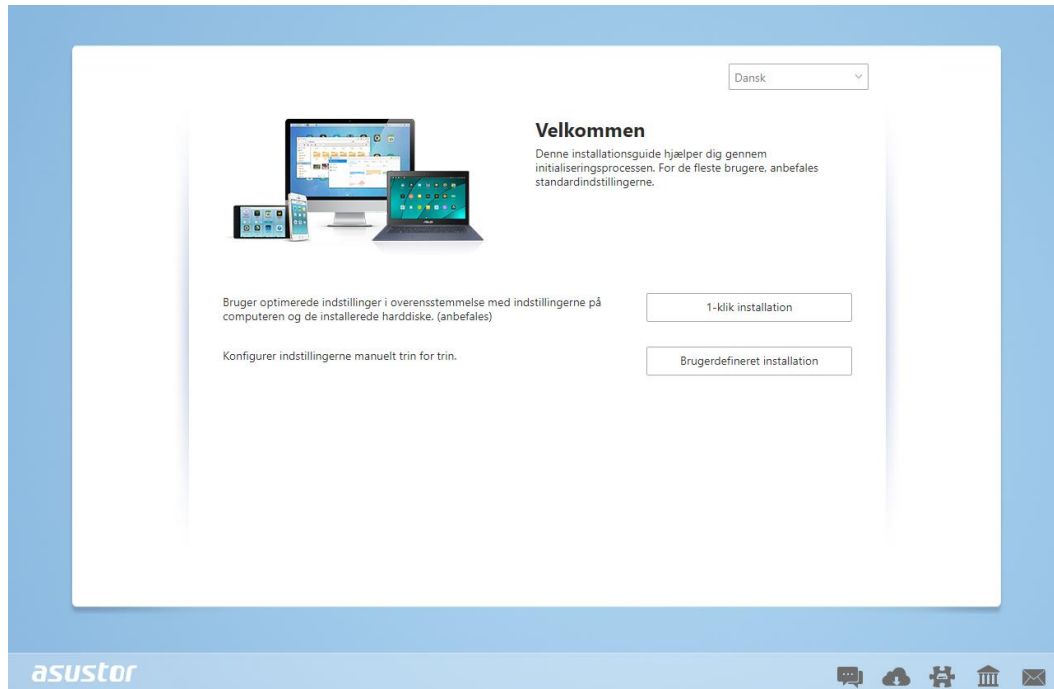 Dansk
Velkommen
Denne installationsguide hjælper dig gennem
initialiseringsprocessen. For de fleste brugere, anbefales
standardindstillingerne.
Bruger optimerede indstillinger i overensstemmelse med indstillingerne på
computeren og de installerede harddiske. (anbefales)
1-klik installation
Konfigurer indstillingerne manuelt trin for trin.
Brugerdefineret installation
asustor